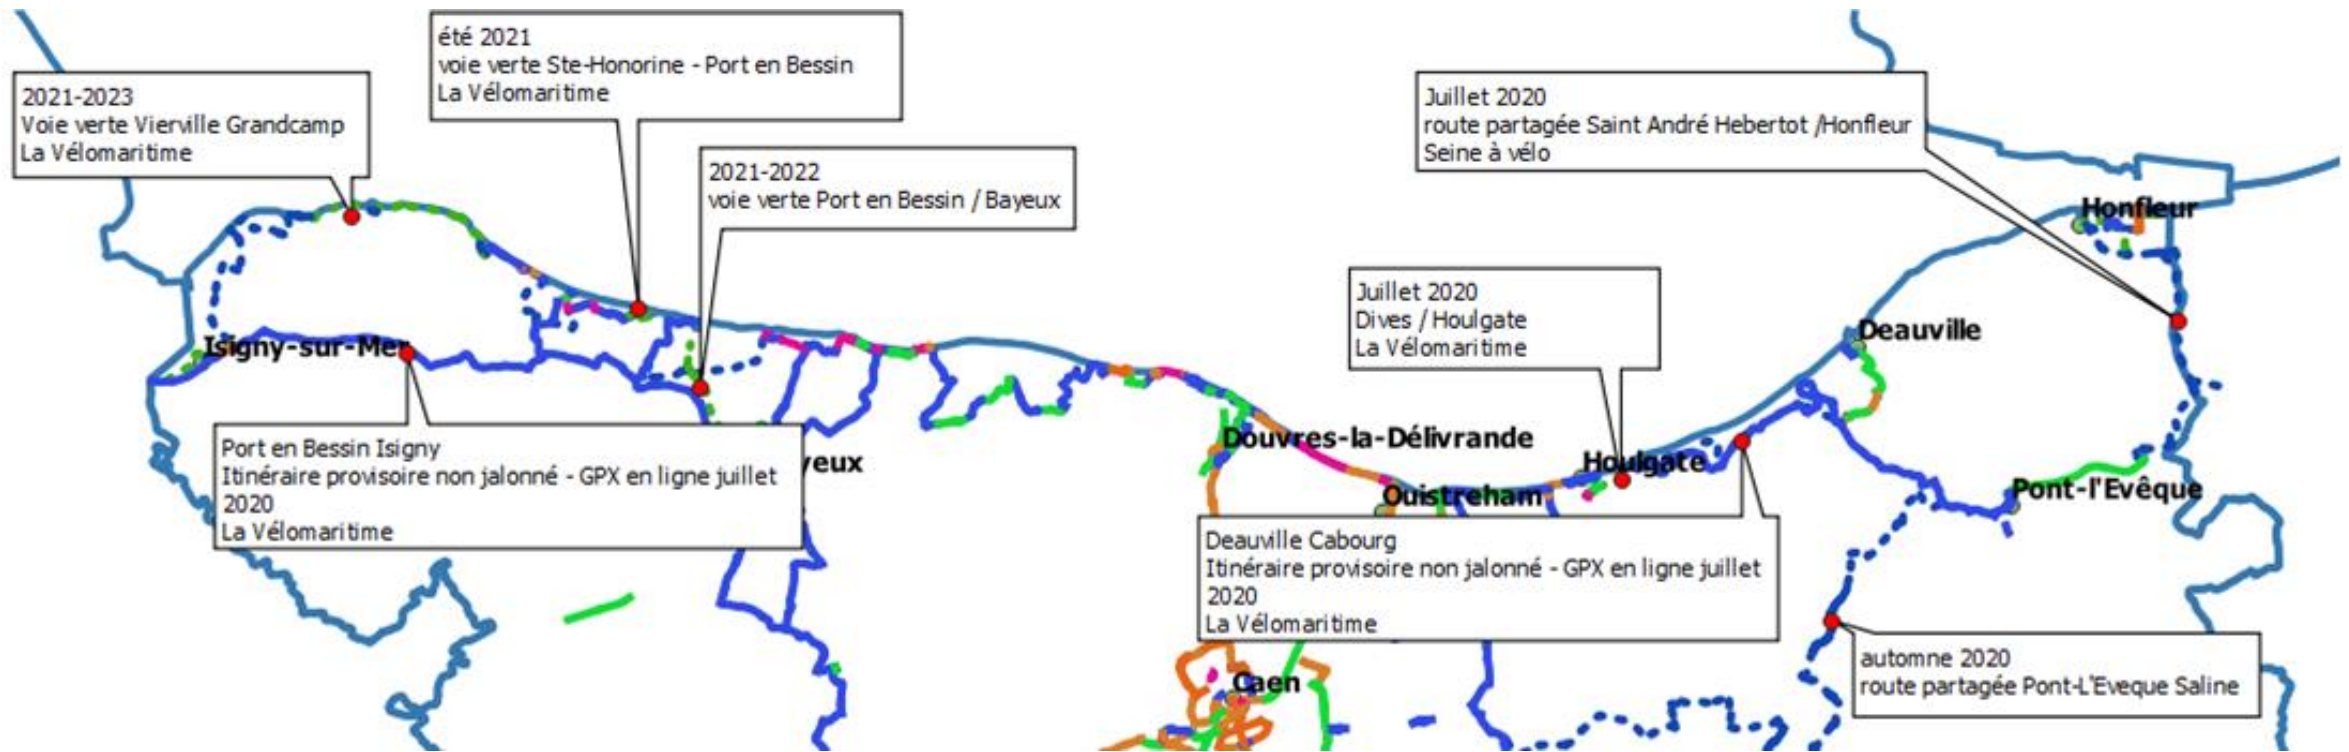 été 2021
voie verte Ste-Honorine - Port en Bessin
La Vélomaritime
2021-2023
Voie verte Vierville Grandcamp
La Vélomaritime
Juillet 2020
route partagée Saint André Hebertot /Honfleur
Seine à vélo
2021-2022
voie verte Port en Bessin / Bayeux
Honfleur
Juillet 2020
Dives / Houlgate
La Vélomaritime
Deauville
Isigny-sur-Mer
Douvres-la-Délivrande
Port en Bessin Isigny
Itinéraire provisoire non jalonné - GPX en ligne juillet
2020
La Vélomaritime
yeux
Houlgate
Ouistreham
Pont-l'Evêque
Deauville Cabourg
Itinéraire provisoire non jalonné - GPX en ligne juillet
2020
La Vélomaritime
Caen
automne 2020
route partagée Pont-L'Eveque Saline